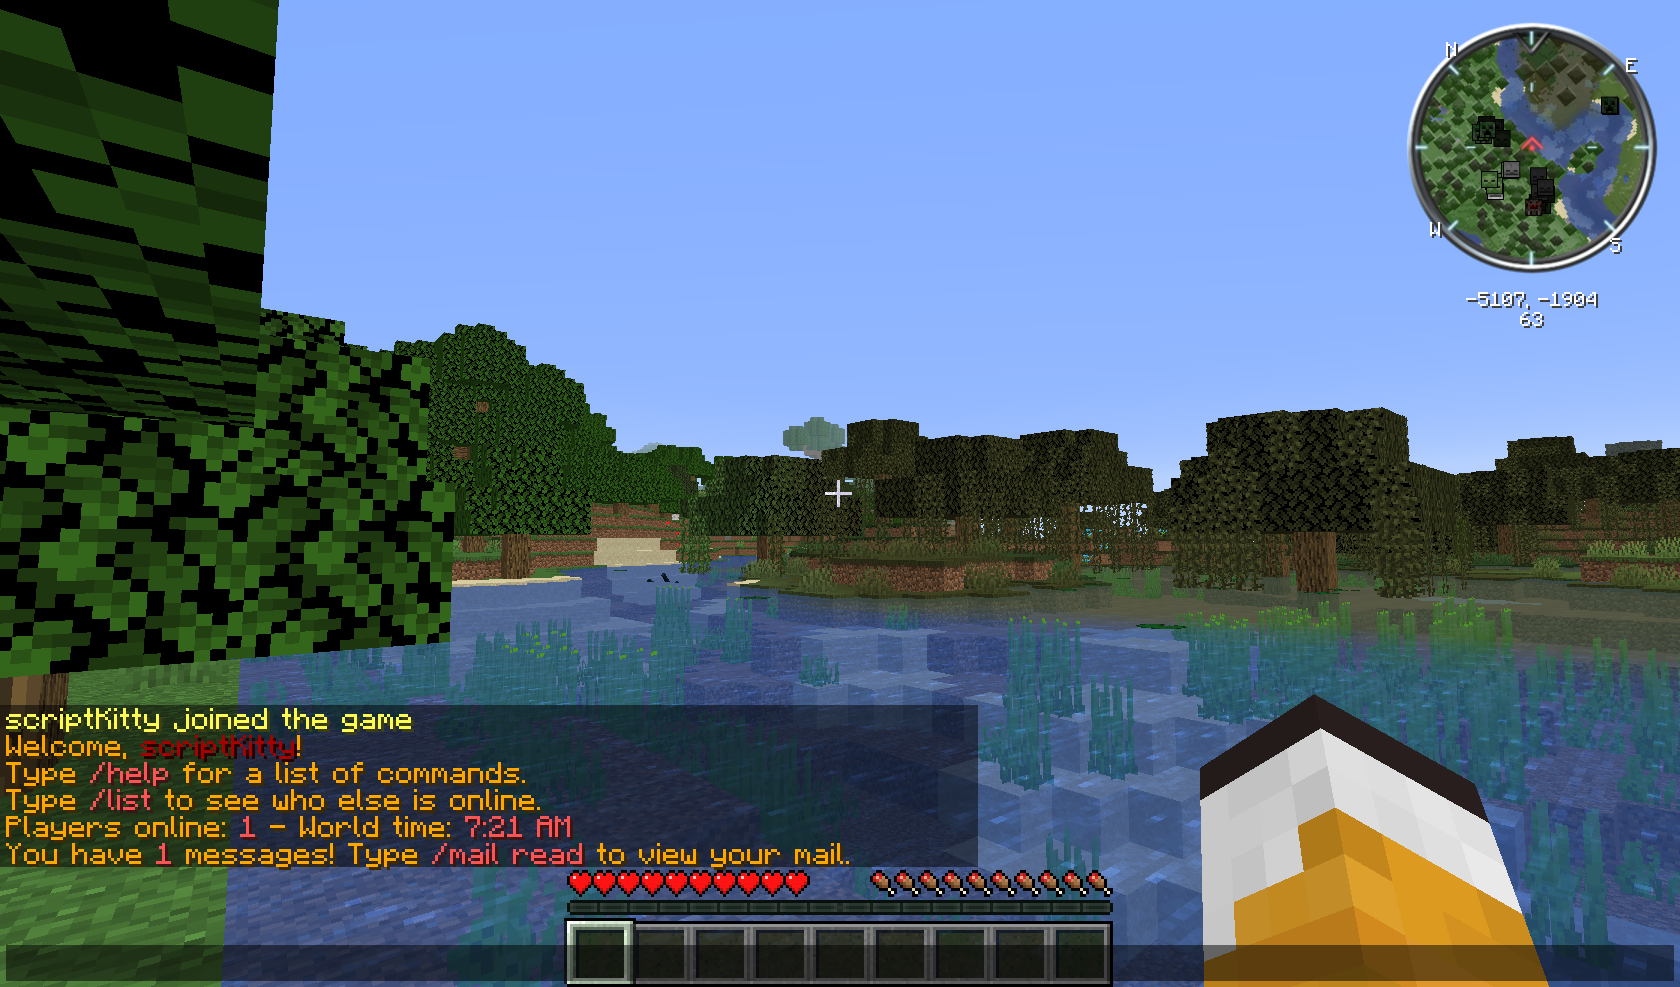 N
E
W
S
-5107, -1904
63
scriptKitty joined the game
Welcome, scriptKitty!
Type /help for a list of commands.
Type /list to see who else is online.
Players online: 1 - World time: 7:21 AM
You have 1 messages! Type /mail read to view your mail.